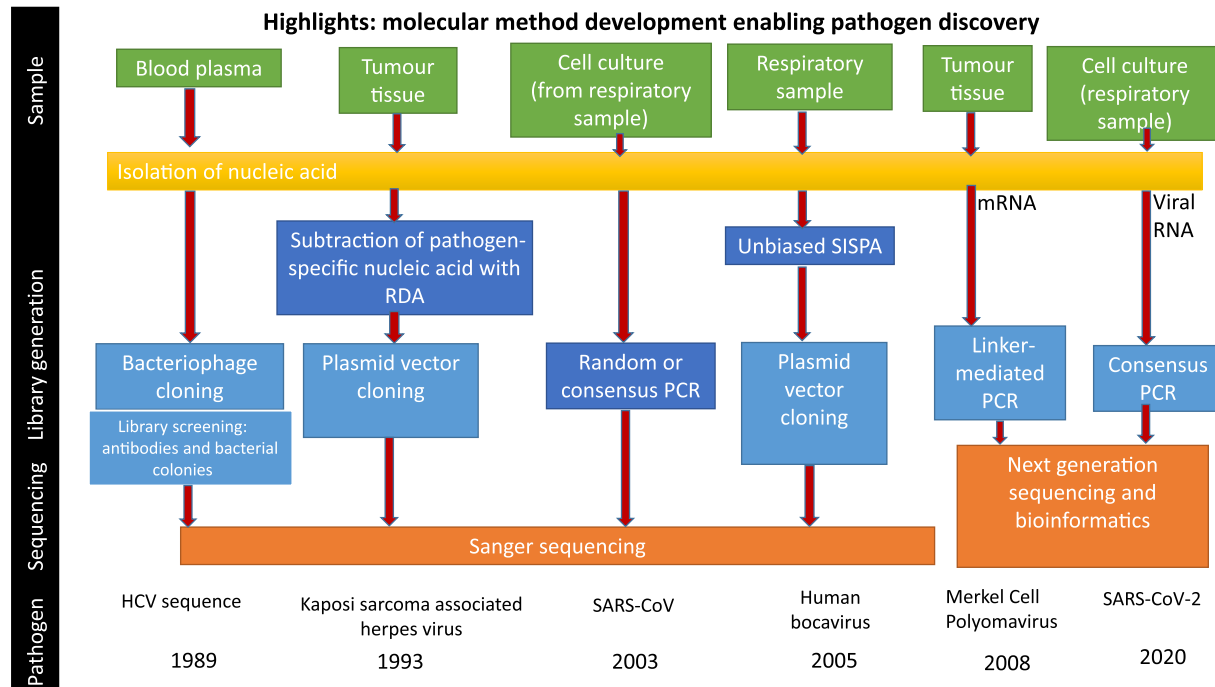 Highlights: molecular method development enabling pathogen discovery
Sample
Blood plasma
Tumour
tissue
Cell culture
(from respiratory
sample)
Respiratory
sample
Tumour
tissue
Cell culture
(respiratory
sample)
Isolation of nucleic acid
mRNA
Viral
RNA
Library generation
Subtraction of pathogen-
specific nucleic acid with
RDA
Unbiased SISPA
Bacteriophage
cloning
Library screening:
antibodies and bacterial
colonies
Plasmid vector
cloning
Random or
consensus PCR
Plasmid
vector
cloning
Linker-
mediated
PCR
Consensus
PCR
Sequencing
Sanger sequencing
Next generation
sequencing and
bioinformatics
Pathogen
HCV sequence
Kaposi sarcoma associated
herpes virus
SARS-CoV
Human
bocavirus
Merkel Cell
Polyomavirus
SARS-CoV-2
1989
1993
2003
2005
2008
2020